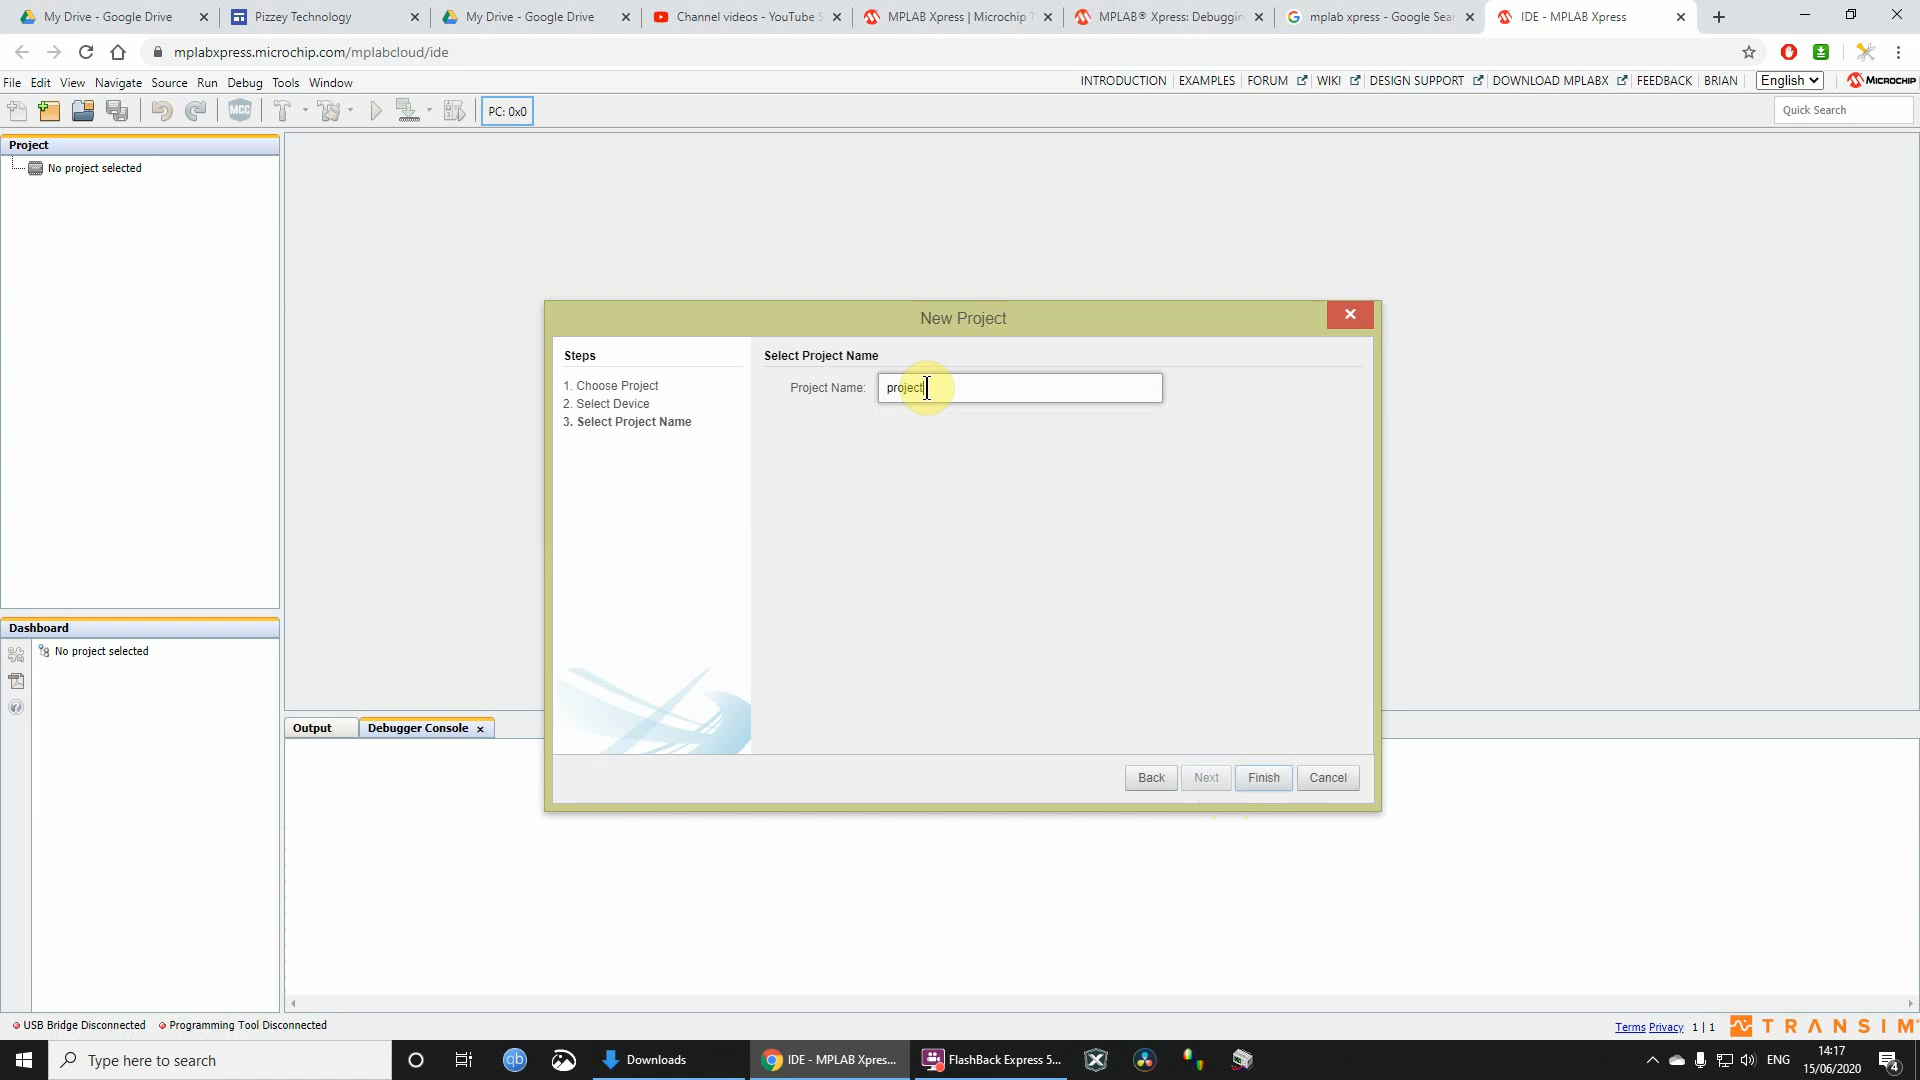 My Drive - Google Drive
Pizzey Technology
My Drive - Google Drive
Channel videos - YouTube S
MPLAB Xpress | Microchip T
MPLAB® Xpress: Debuggin
mplab xpress - Google Sear
IDE - MPLAB Xpress
mplabxpress.microchip.com/mplabcloud/ide
File Edit View Navigate Source Run Debug Tools Window
INTRODUCTION | EXAMPLES | FORUM | WIKI | DESIGN SUPPORT | DOWNLOAD MPLABX | FEEDBACK | BRIAN | English MICROCHIP
MCC
PC: 0x0
Quick Search
Project
No project selected
New Project
Steps
1. Choose Project
2. Select Device
3. Select Project Name
Select Project Name
Project Name: project
Back Next Finish Cancel
Dashboard
No project selected
Output
Debugger Console
USB Bridge Disconnected Programming Tool Disconnected
Terms Privacy 1 | 1 TRANSIM
Type here to search
qb
Downloads
IDE - MPLAB Xpres...
FlashBack Express 5...
ENG
14:17
15/06/2020
4